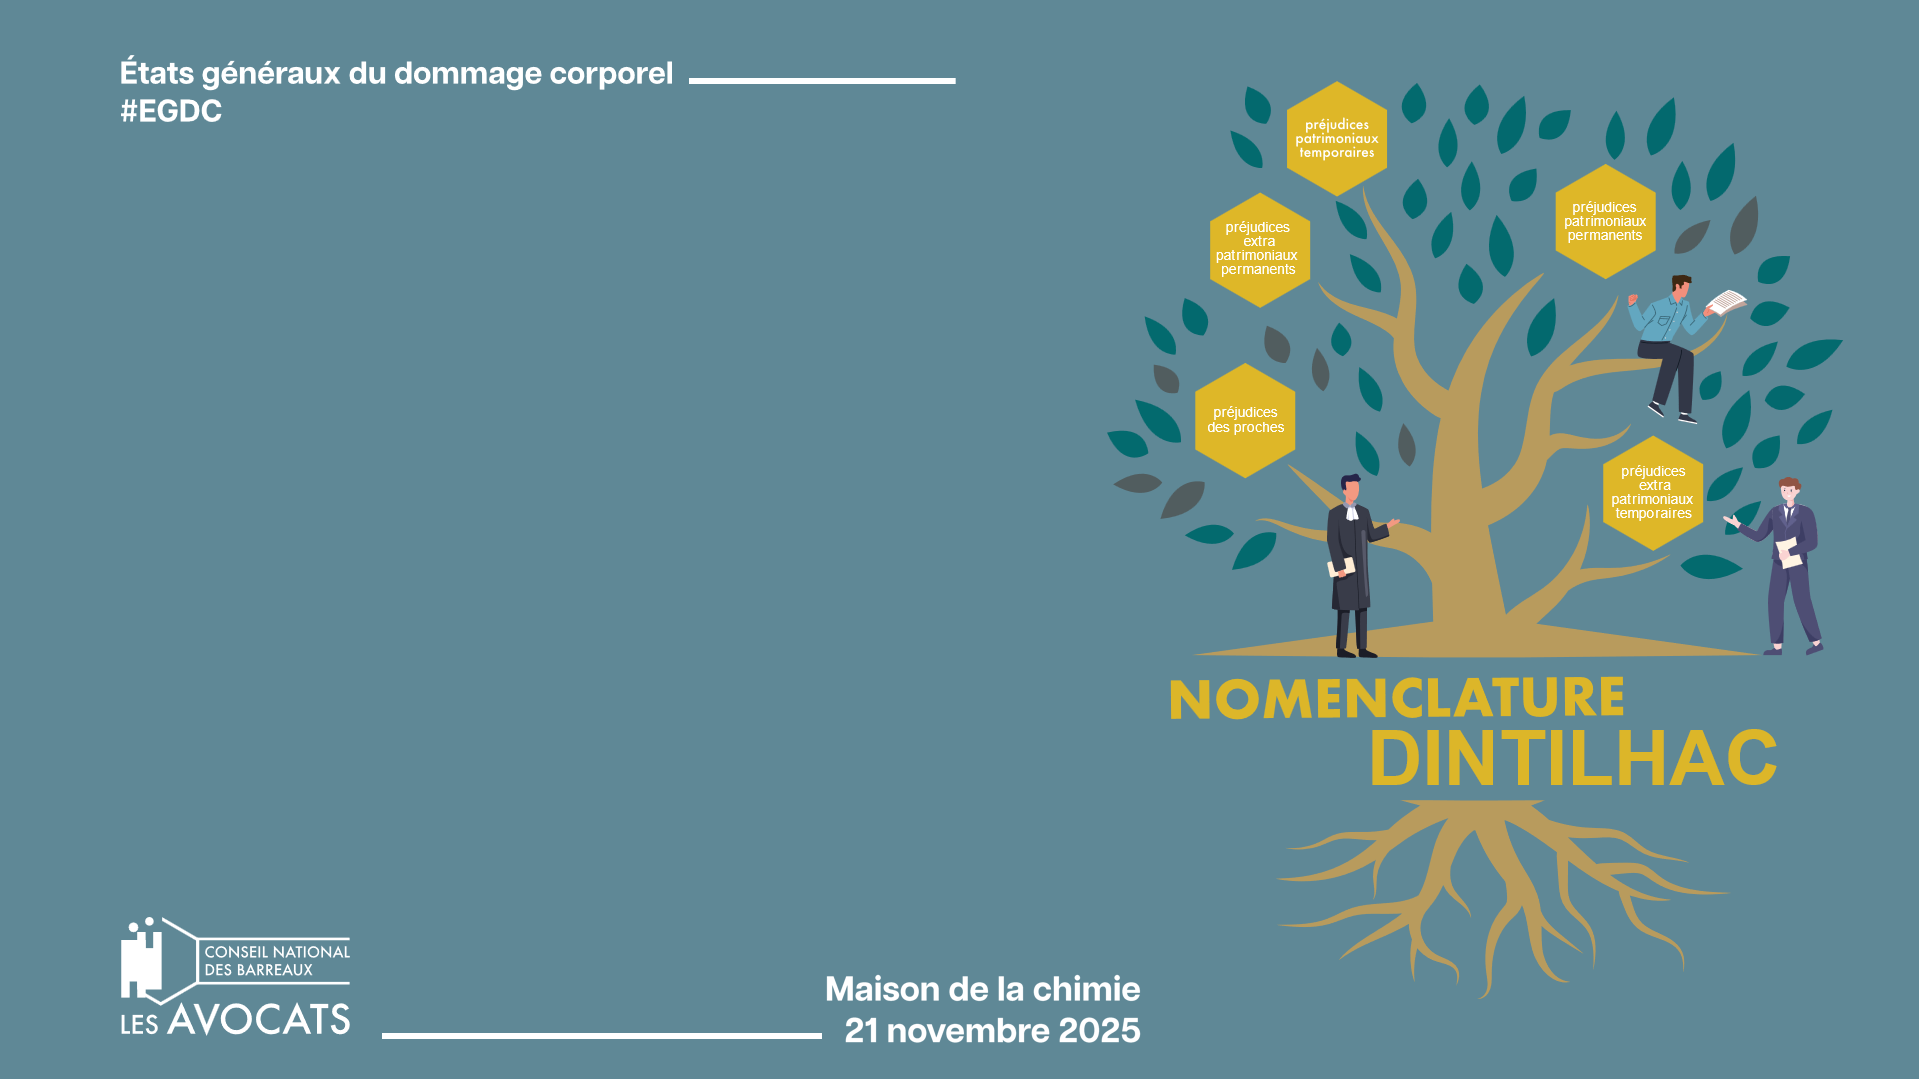 États généraux du dommage corporel
#EGDC
préjudices
patrimoniaux
temporaires
préjudices
patrimoniaux
permanents
préjudices
extra
patrimoniaux
permanents
préjudices
des proches
préjudices
extra
patrimoniaux
temporaires
NOMENCLATURE
DINTILHAC
CONSEIL NATIONAL
DES BARREAUX
LES AVOCATS
Maison de la chimie
21 novembre 2025